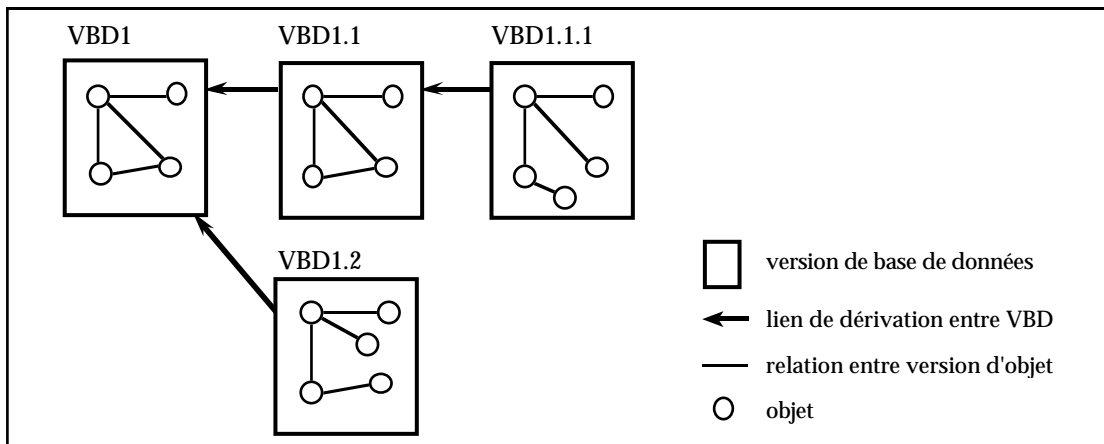 VBD1
VBD1.1
VBD1.1.1
VBD1.2
version de base de données
lien de dérivation entre VBD
relation entre version d'objet
objet